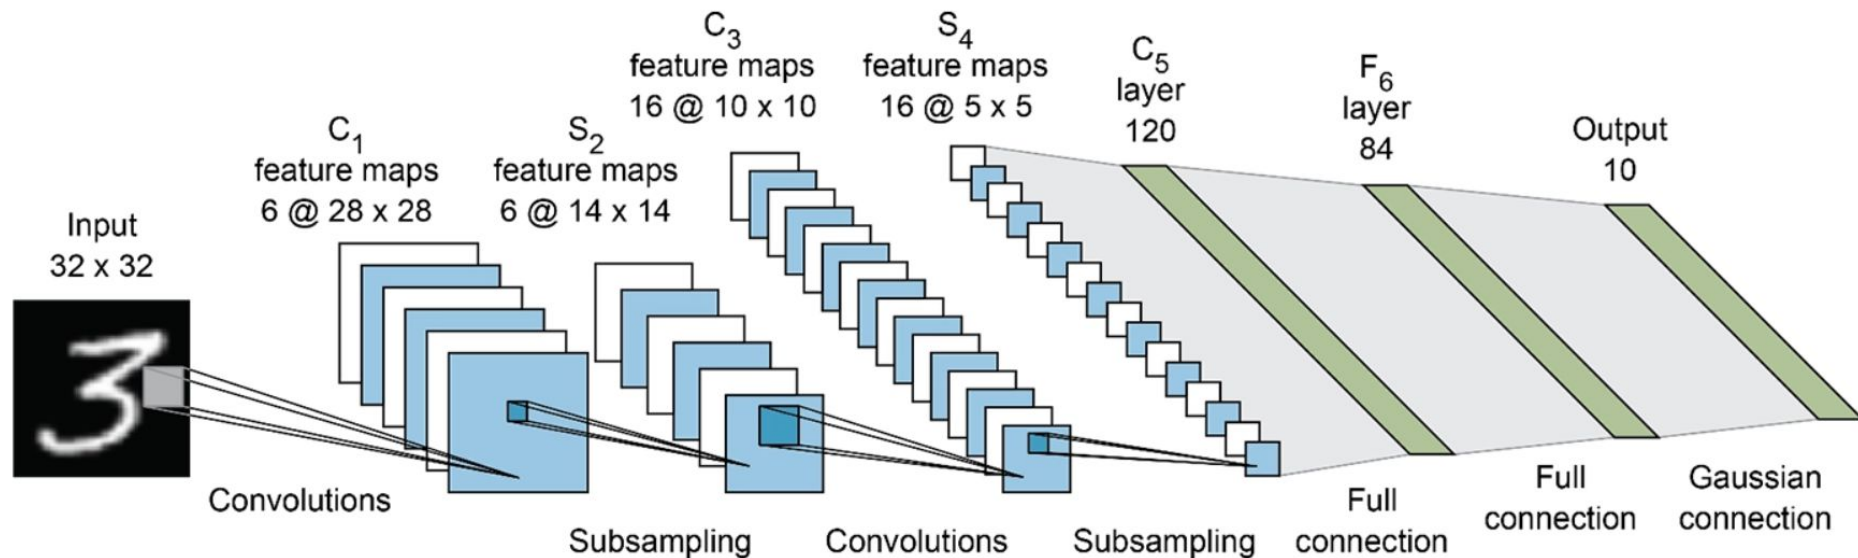 Input
32 x 32
C1
feature maps
6 @ 28 x 28
S2
feature maps
6 @ 14 x 14
C3
feature maps
16 @ 10 x 10
S4
feature maps
16 @ 5 x 5
C5
layer
120
F6
layer
84
Output
10
3
Convolutions
Subsampling
Convolutions
Subsampling
Full
connection
Full
connection
Gaussian
connection